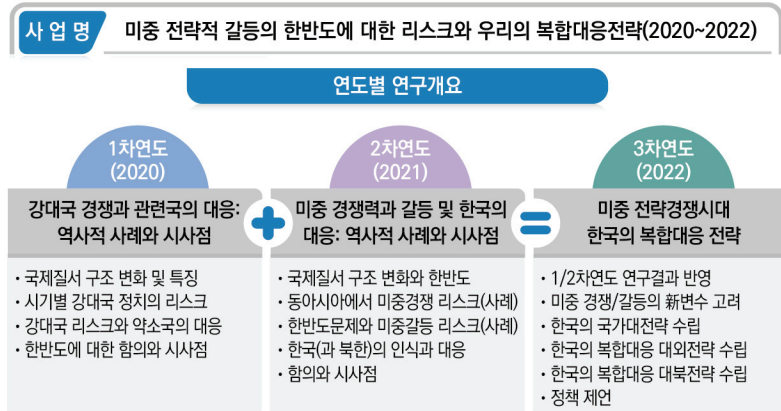 사업명 미중 전략적 갈등의 한반도에 대한 리스크와 우리의 복합대응전략(2020~2022)
연도별 연구개요
1차연도
(2020)
강대국 경쟁과 관련국의 대응:
역사적 사례와 시사점
• 국제질서 구조 변화 및 특징
• 시기별 강대국 정치의 리스크
• 강대국 리스크와 약소국의 대응
• 한반도에 대한 함의와 시사점
+
2차연도
(2021)
미중 경쟁력과 갈등 및 한국의
대응: 역사적 사례와 시사점
• 국제질서 구조 변화와 한반도
• 동아시아에서 미중경쟁 리스크(사례)
• 한반도문제와 미중갈등 리스크(사례)
• 한국(과 북한)의 인식과 대응
• 함의와 시사점
=
3차연도
(2022)
미중 전략경쟁시대
한국의 복합대응 전략
• 1/2차연도 연구결과 반영
• 미중 경쟁/갈등의 新변수 고려
• 한국의 국가대전략 수립
• 한국의 복합대응 대외전략 수립
• 한국의 복합대응 대북전략 수립
• 정책 제언